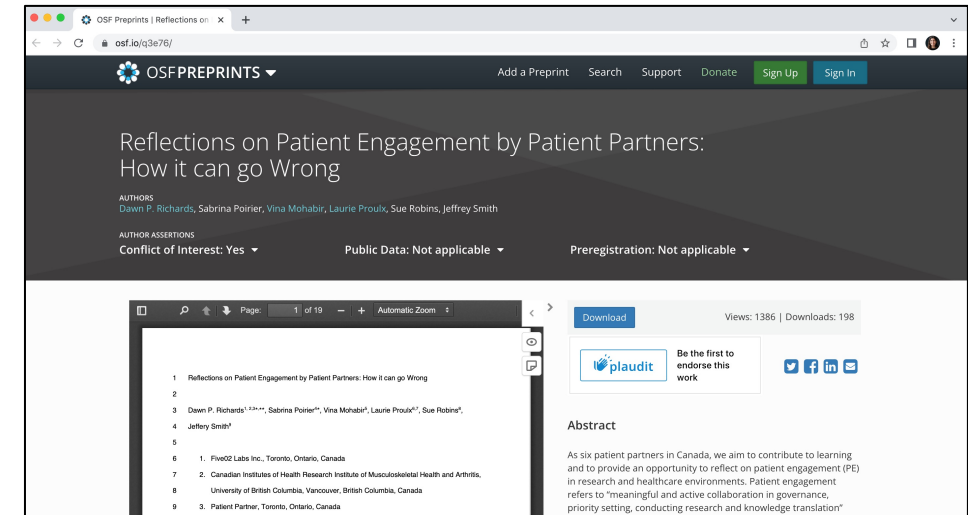 OSF Preprints | Reflections on
osf.io/q3e76/
OSFPREPRINTS
Add a Preprint Search Support Donate Sign Up Sign In
Reflections on Patient Engagement by Patient Partners:
How it can go Wrong
AUTHORS
Dawn P. Richards, Sabrina Poirier, Vina Mohabir, Laurie Proulx, Sue Robins, Jeffrey Smith
AUTHOR ASSERTIONS
Conflict of Interest: Yes Public Data: Not applicable Preregistration: Not applicable
Page: 1 of 19 Automatic Zoom
1 Reflections on Patient Engagement by Patient Partners: How it can go Wrong
2
3 Dawn P. Richards1, 2,3*,**, Sabrina Poirier4*, Vina Mohabir5, Laurie Proulx6,7, Sue Robins8,
4 Jeffery Smith9
5
6 1. Five02 Labs Inc., Toronto, Ontario, Canada
7 2. Canadian Institutes of Health Research Institute of Musculoskeletal Health and Arthritis,
8 University of British Columbia, Vancouver, British Columbia, Canada
9 3. Patient Partner, Toronto, Ontario, Canada
Download Views: 1386 | Downloads: 198
plaudit
Be the first to
endorse this
work
Abstract
As six patient partners in Canada, we aim to contribute to learning
and to provide an opportunity to reflect on patient engagement (PE)
in research and healthcare environments. Patient engagement
refers to “meaningful and active collaboration in governance,
priority setting, conducting research and knowledge translation”